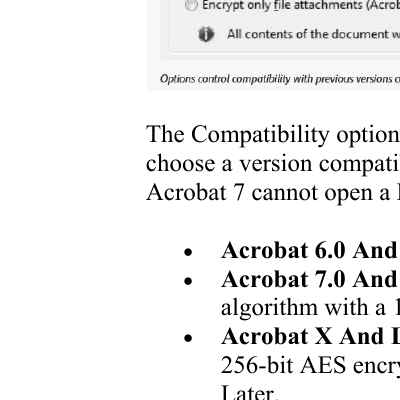 Encrypt only file attachments (Acrob
All contents of the document w
Options control compatibility with previous versions
The Compatibility option
choose a version compati
Acrobat 7 cannot open a
• Acrobat 6.0 And
• Acrobat 7.0 And
algorithm with a 1
• Acrobat X And L
256-bit AES encry
Later.